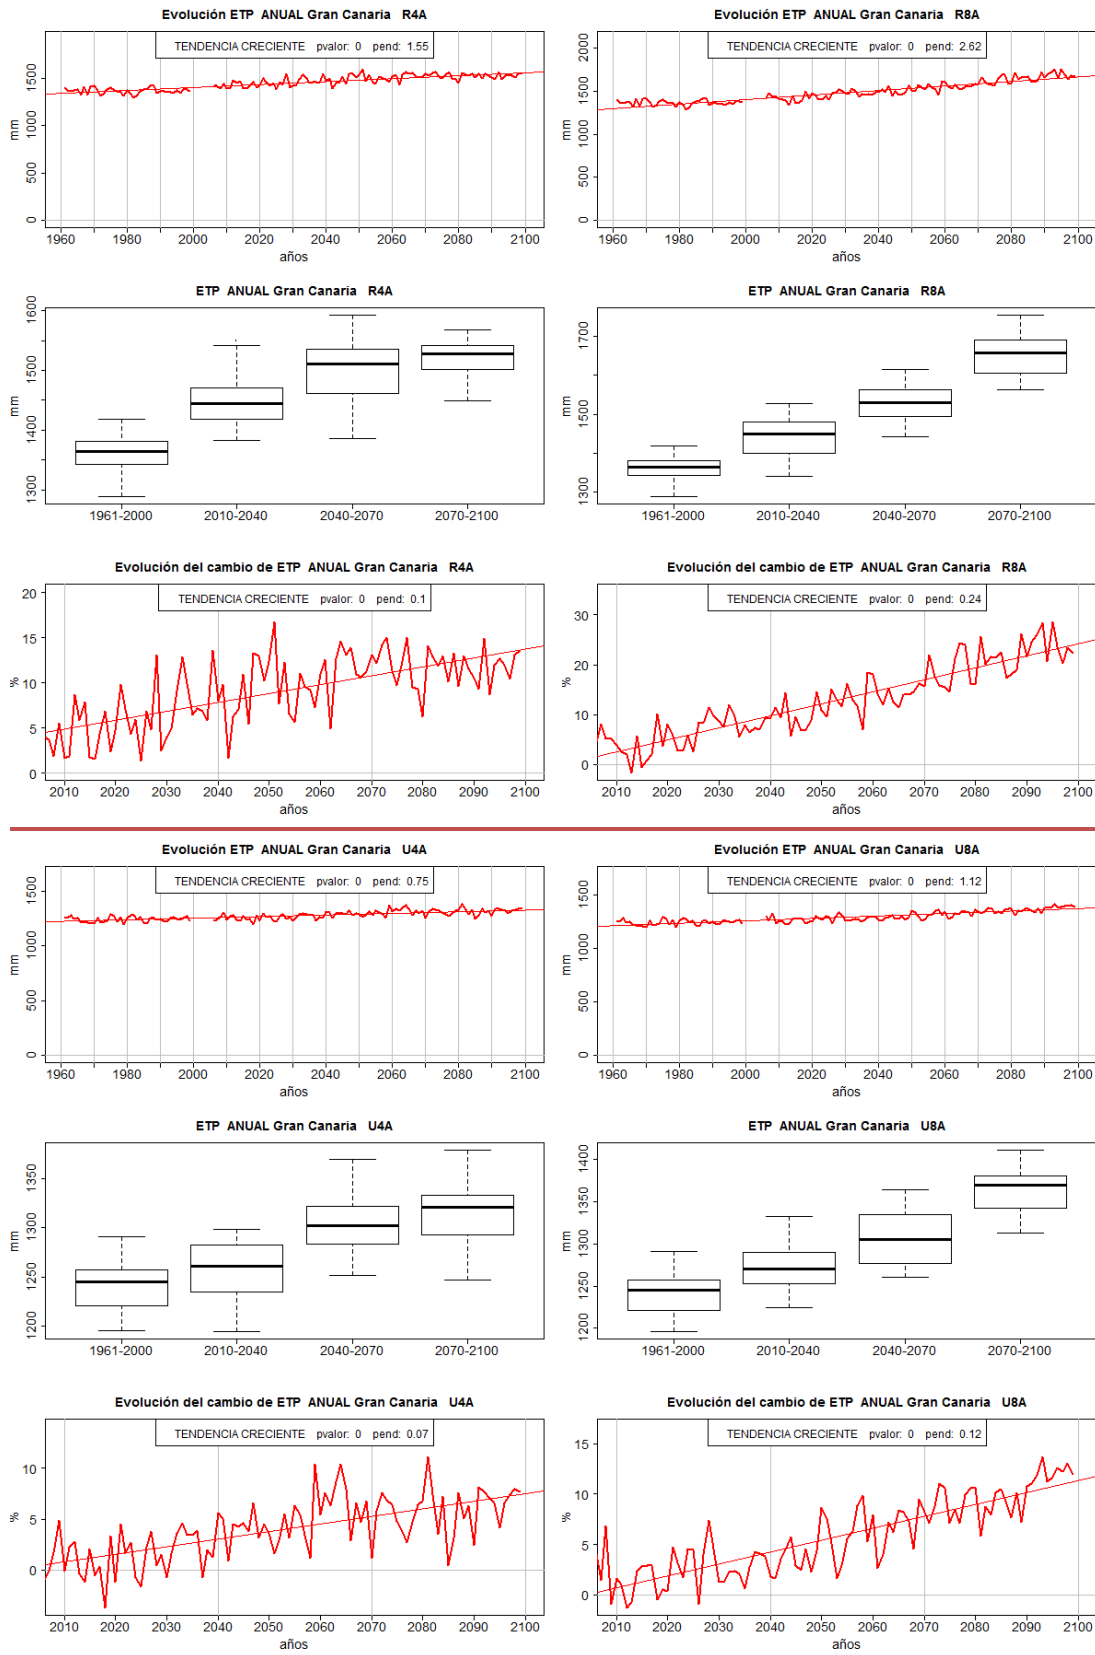 Evolución ETP ANUAL Gran Canaria R4A
TENDENCIA CRECIENTE pvalor: 0 pend: 1.55
mm
1500
1000
500
0
1960 1980 2000 2020 2040 2060 2080 2100
años
Evolución ETP ANUAL Gran Canaria R8A
TENDENCIA CRECIENTE pvalor: 0 pend: 2.62
mm
2000
1500
1000
500
0
1960 1980 2000 2020 2040 2060 2080 2100
años
ETP ANUAL Gran Canaria R4A
mm
1600
1500
1400
1300
1961-2000 2010-2040 2040-2070 2070-2100
ETP ANUAL Gran Canaria R8A
mm
1700
1500
1300
1961-2000 2010-2040 2040-2070 2070-2100
Evolución del cambio de ETP ANUAL Gran Canaria R4A
TENDENCIA CRECIENTE pvalor: 0 pend: 0.1
%
20
15
10
5
0
2010 2020 2030 2040 2050 2060 2070 2080 2090 2100
años
Evolución del cambio de ETP ANUAL Gran Canaria R8A
TENDENCIA CRECIENTE pvalor: 0 pend: 0.24
%
30
20
10
0
2010 2020 2030 2040 2050 2060 2070 2080 2090 2100
años
Evolución ETP ANUAL Gran Canaria U4A
TENDENCIA CRECIENTE pvalor: 0 pend: 0.75
mm
1500
1000
500
0
1960 1980 2000 2020 2040 2060 2080 2100
años
Evolución ETP ANUAL Gran Canaria U8A
TENDENCIA CRECIENTE pvalor: 0 pend: 1.12
mm
1500
1000
500
0
1960 1980 2000 2020 2040 2060 2080 2100
años
ETP ANUAL Gran Canaria U4A
mm
1350
1300
1250
1200
1961-2000 2010-2040 2040-2070 2070-2100
ETP ANUAL Gran Canaria U8A
mm
1400
1350
1300
1250
1200
1961-2000 2010-2040 2040-2070 2070-2100
Evolución del cambio de ETP ANUAL Gran Canaria U4A
TENDENCIA CRECIENTE pvalor: 0 pend: 0.07
%
10
5
0
2010 2020 2030 2040 2050 2060 2070 2080 2090 2100
años
Evolución del cambio de ETP ANUAL Gran Canaria U8A
TENDENCIA CRECIENTE pvalor: 0 pend: 0.12
%
15
10
5
0
2010 2020 2030 2040 2050 2060 2070 2080 2090 2100
años